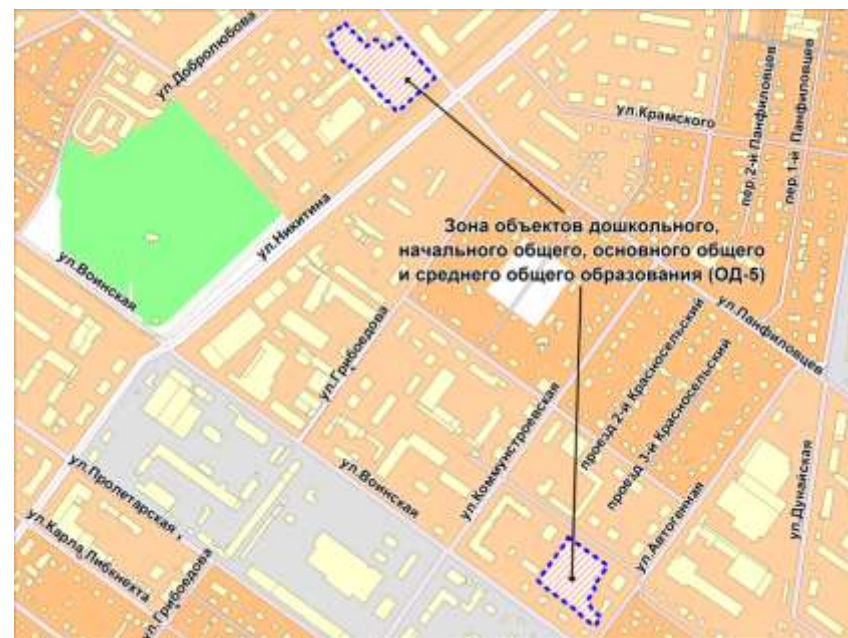 ул.Добролюбова
ул.Крамского
пер.2-й Панфиловцев
пер.1-й Панфиловцев
ул.Никитина
Зона объектов дошкольного,
начального общего, основного общего
и среднего общего образования (ОД-5)
ул.Воинская
ул.Грибоедова
ул.Панфиловцев
проезд 2-й Красносельский
проезд 3-й Красносельский
ул.Коммунстроевская
ул.Воинская
ул.Автогенная
ул.Дунайская
ул.Пролетарская
ул.Карла Либкнехта
ул.Грибоедова